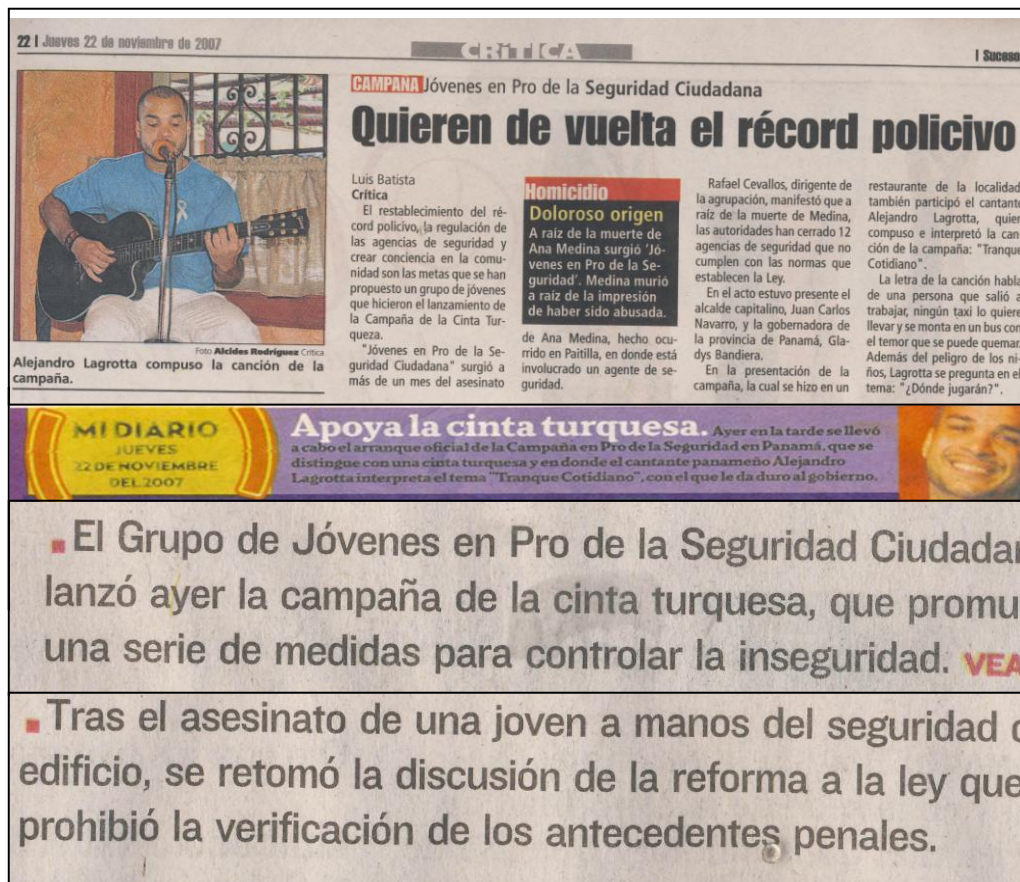 22 | Jueves 22 de noviembre de 2007
CRíTICA
| Suceso
CAMPANA Jóvenes en Pro de la Seguridad Ciudadana
Quieren de vuelta el récord policivo
Foto Alcides Rodríguez Crítica
Alejandro Lagrotta compuso la canción de la
campaña.
Luis Batista
Crítica
El restablecimiento del ré-
cord policivo, la regulación de
las agencias de seguridad y
crear conciencia en la comu-
nidad son las metas que se han
propuesto un grupo de jóvenes
que hicieron el lanzamiento de
la Campaña de la Cinta Tur-
queza.
"Jóvenes en Pro de la Se-
guridad Ciudadana" surgió a
más de un mes del asesinato
Homicidio
Doloroso origen
A raíz de la muerte de
Ana Medina surgió 'Jó-
venes en Pro de la Se-
guridad'. Medina murió
a raíz de la impresión
de haber sido abusada.
de Ana Medina, hecho ocu-
rrido en Paitilla, en donde está
involucrado un agente de se-
guridad.
Rafael Cevallos, dirigente de
la agrupación, manifestó que a
raíz de la muerte de Medina,
las autoridades han cerrado 12
agencias de seguridad que no
cumplen con las normas que
establecen la Ley.
En el acto estuvo presente el
alcalde capitalino, Juan Carlos
Navarro, y la gobernadora de
la provincia de Panamá, Gla-
dys Bandiera.
En la presentación de la
campaña, la cual se hizo en un
restaurante de la localidad
también participó el cantante
Alejandro Lagrotta, quien
compuso e interpretó la can-
ción de la campaña: "Tranque
Cotidiano".
La letra de la canción habla
de una persona que salió a
trabajar, ningún taxi lo quiere
llevar y se monta en un bus con
el temor que se puede quemar.
Además del peligro de los ni-
ños, Lagrotta se pregunta en el
tema: "¿Dónde jugarán?".
MI DIARIO
JUEVES
22 DE NOVIEMBRE
DEL 2007
Apoya la cinta turquesa. Ayer en la tarde se llevó
a cabo el arranque oficial de la Campaña en Pro de la Seguridad en Panamá, que se
distingue con una cinta turquesa y en donde el cantante panameño Alejandro
Lagrotta interpreta el tema "Tranque Cotidiano", con el que le da duro al gobierno.
El Grupo de Jóvenes en Pro de la Seguridad Ciudadan
lanzó ayer la campaña de la cinta turquesa, que promu
una serie de medidas para controlar la inseguridad. VEA
Tras el asesinato de una joven a manos del seguridad d
edificio, se retomó la discusión de la reforma a la ley que
prohibió la verificación de los antecedentes penales.